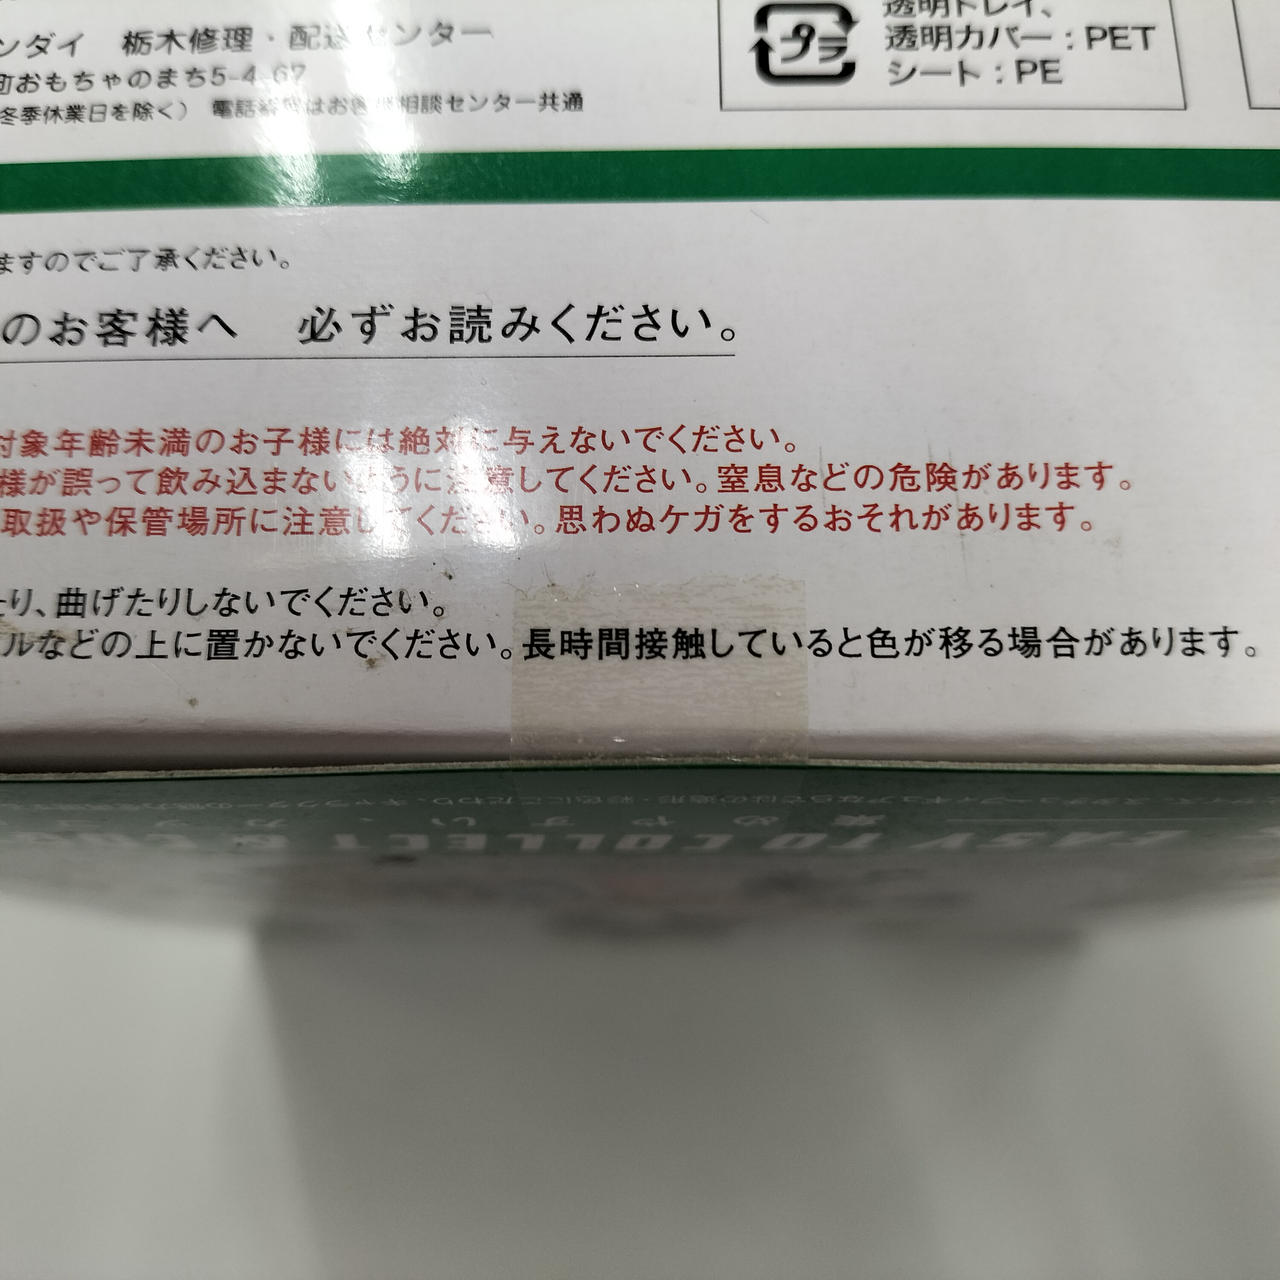 ンダイ 栃木修理・配送センター
町おもちゃのまち5-4-67
冬季休業日を除く） 電話番号はお客様相談センター共通
プラ
透明トレイ、
透明カバー：PET
シート：PE
ますのでご了承ください。
のお客様へ 必ずお読みください。
対象年齢未満のお子様には絶対に与えないでください。
様が誤って飲み込まないように注意してください。窒息などの危険があります。
取扱や保管場所に注意してください。思わぬケガをするおそれがあります。
たり、曲げたりしないでください。
ルなどの上に置かないでください。長時間接触していると色が移る場合があります。
EASY TO COLLECT &